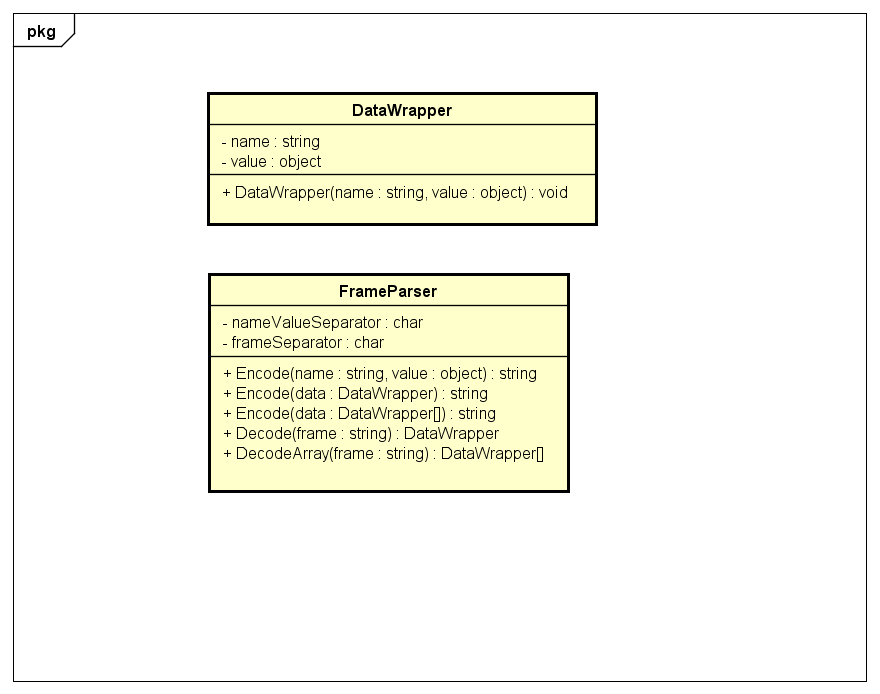 pkg
DataWrapper
- name : string
- value : object
+ DataWrapper(name : string, value : object) : void
FrameParser
- nameValueSeparator : char
- frameSeparator : char
+ Encode(name : string, value : object) : string
+ Encode(data : DataWrapper) : string
+ Encode(data : DataWrapper[]) : string
+ Decode(frame : string) : DataWrapper
+ DecodeArray(frame : string) : DataWrapper[]